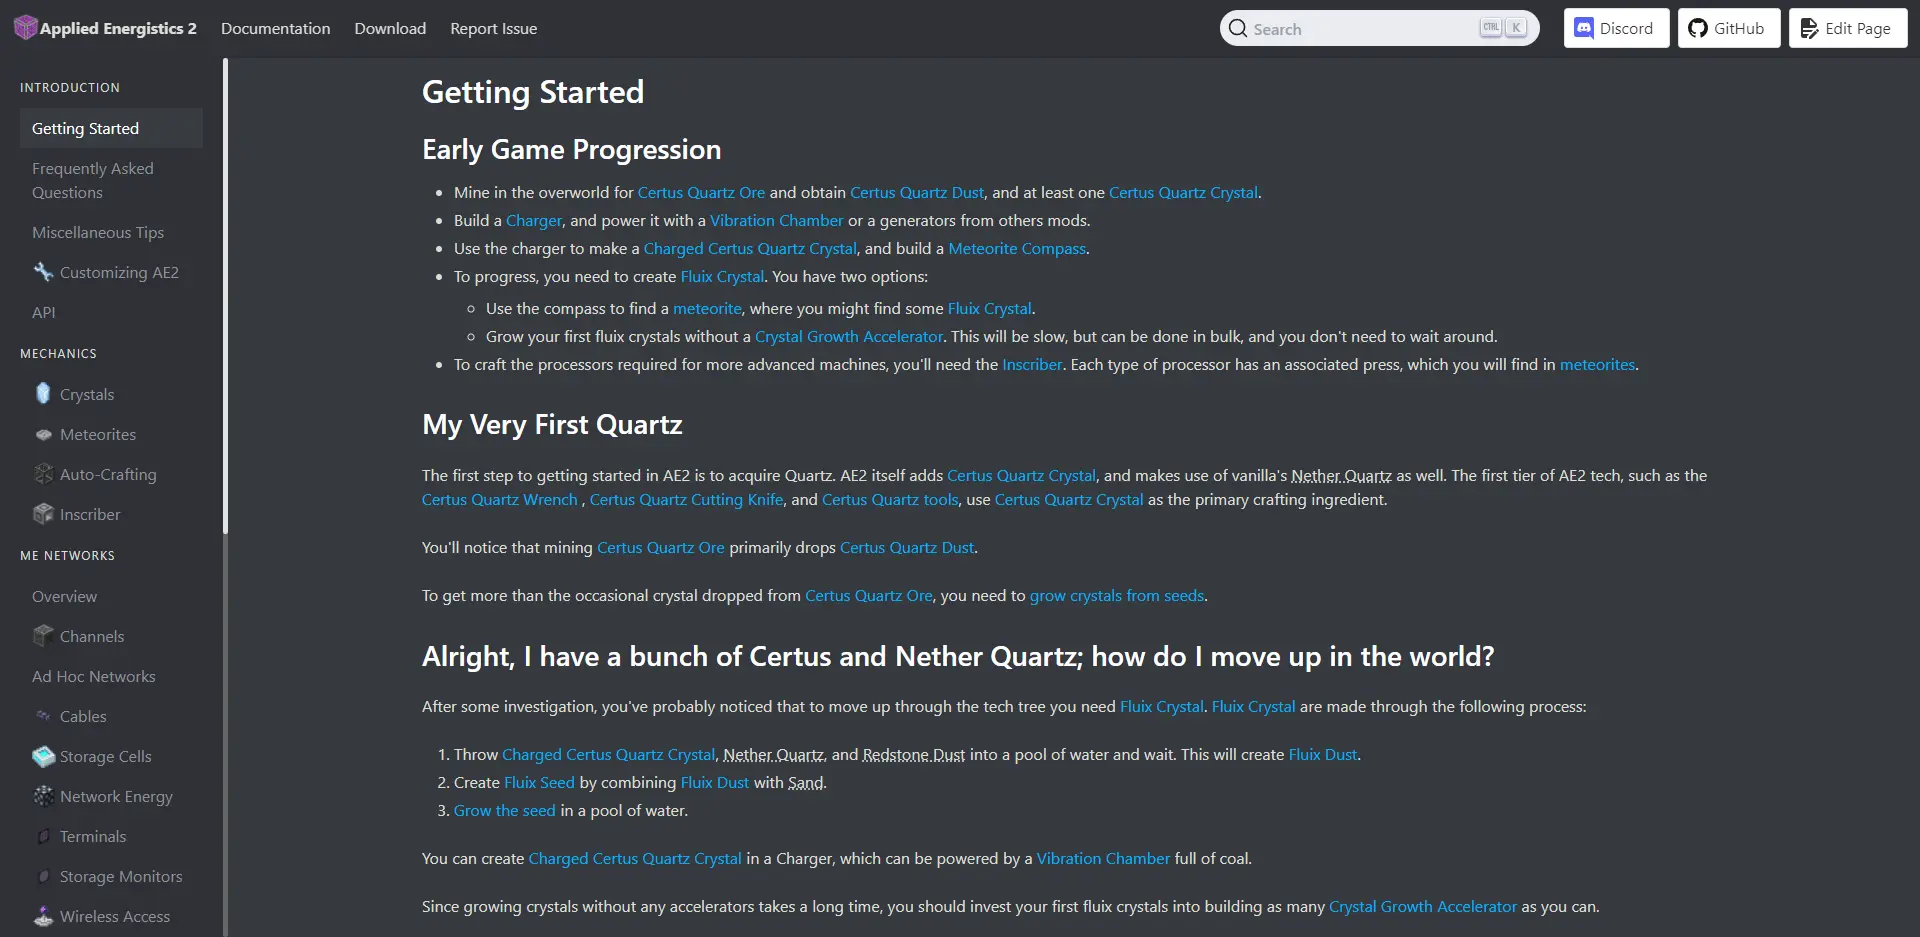 Applied Energistics 2
Documentation
Download
Report Issue
Search
CTRL K
Discord
GitHub
Edit Page
INTRODUCTION
Getting Started
Frequently Asked
Questions
Miscellaneous Tips
Customizing AE2
API
MECHANICS
Crystals
Meteorites
Auto-Crafting
Inscriber
ME NETWORKS
Overview
Channels
Ad Hoc Networks
Cables
Storage Cells
Network Energy
Terminals
Storage Monitors
Wireless Access
Getting Started
Early Game Progression
• Mine in the overworld for Certus Quartz Ore and obtain Certus Quartz Dust, and at least one Certus Quartz Crystal.
• Build a Charger, and power it with a Vibration Chamber or a generators from others mods.
• Use the charger to make a Charged Certus Quartz Crystal, and build a Meteorite Compass.
• To progress, you need to create Fluix Crystal. You have two options:
◦ Use the compass to find a meteorite, where you might find some Fluix Crystal.
◦ Grow your first fluix crystals without a Crystal Growth Accelerator. This will be slow, but can be done in bulk, and you don't need to wait around.
• To craft the processors required for more advanced machines, you'll need the Inscriber. Each type of processor has an associated press, which you will find in meteorites.
My Very First Quartz
The first step to getting started in AE2 is to acquire Quartz. AE2 itself adds Certus Quartz Crystal, and makes use of vanilla's Nether Quartz as well. The first tier of AE2 tech, such as the
Certus Quartz Wrench , Certus Quartz Cutting Knife, and Certus Quartz tools, use Certus Quartz Crystal as the primary crafting ingredient.
You'll notice that mining Certus Quartz Ore primarily drops Certus Quartz Dust.
To get more than the occasional crystal dropped from Certus Quartz Ore, you need to grow crystals from seeds.
Alright, I have a bunch of Certus and Nether Quartz; how do I move up in the world?
After some investigation, you've probably noticed that to move up through the tech tree you need Fluix Crystal. Fluix Crystal are made through the following process:
1. Throw Charged Certus Quartz Crystal, Nether Quartz, and Redstone Dust into a pool of water and wait. This will create Fluix Dust.
2. Create Fluix Seed by combining Fluix Dust with Sand.
3. Grow the seed in a pool of water.
You can create Charged Certus Quartz Crystal in a Charger, which can be powered by a Vibration Chamber full of coal.
Since growing crystals without any accelerators takes a long time, you should invest your first fluix crystals into building as many Crystal Growth Accelerator as you can.